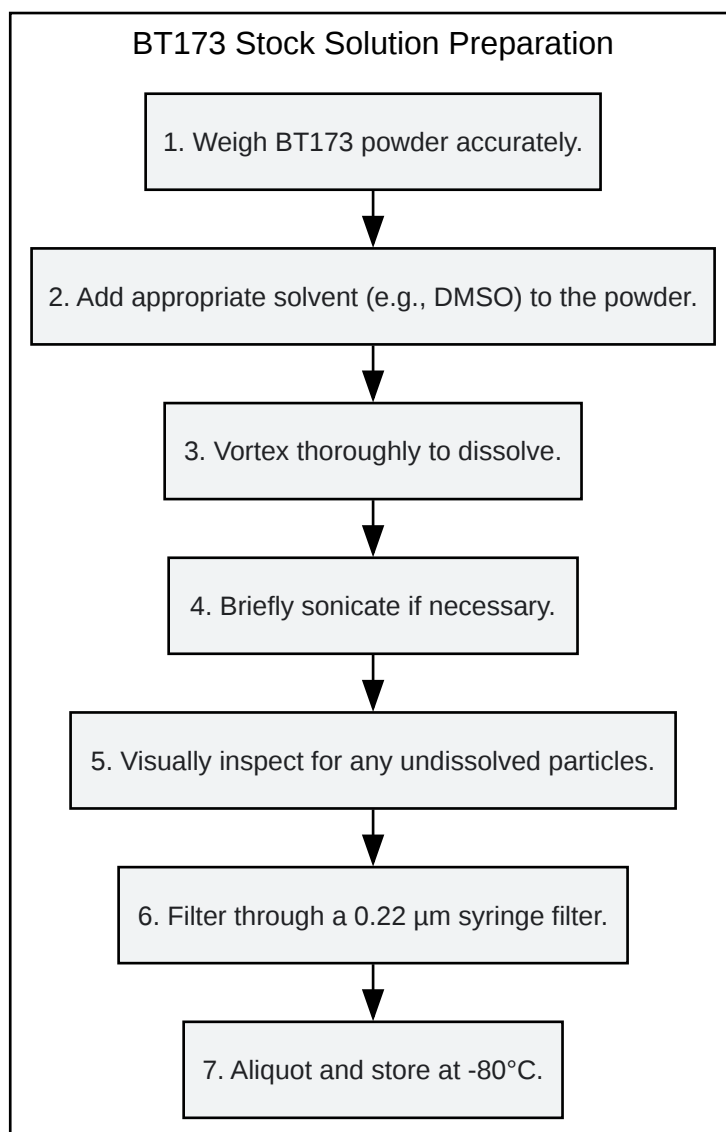 BT173 Stock Solution Preparation
1. Weigh BT173 powder accurately.
2. Add appropriate solvent (e.g., DMSO) to the powder.
3. Vortex thoroughly to dissolve.
4. Briefly sonicate if necessary.
5. Visually inspect for any undissolved particles.
6. Filter through a 0.22 µm syringe filter.
7. Aliquot and store at -80°C.